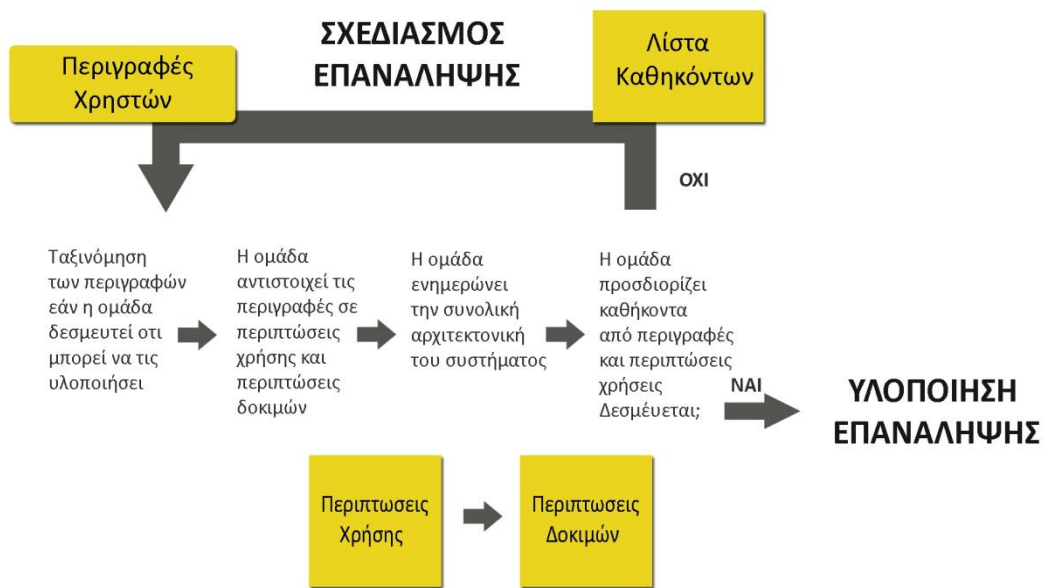 ΣΧΕΔΙΑΣΜΟΣ
ΕΠΑΝΑΛΗΨΗΣ
Περιγραφές
Χρηστών
Λίστα
Καθηκόντων
ΟΧΙ
Ταξινόμηση
των περιγραφών
εάν η ομάδα
δεσμευτεί οτι
μπορεί να τις
υλοποιήσει
Η ομάδα
αντιστοιχεί τις
περιγραφές σε
περιπτώσεις
χρήσης και
περιπτώσεις
δοκιμών
Η ομάδα
ενημερώνει
την συνολική
αρχιτεκτονική
του συστήματος
Η ομάδα
προσδιορίζει
καθήκοντα
από περιγραφές
και περιπτώσεις
χρήσεις
Δεσμέυεται;
ΝΑΙ
ΥΛΟΠΟΙΗΣΗ
ΕΠΑΝΑΛΗΨΗΣ
Περιπτωσεις
Χρήσης
Περιπτωσεις
Δοκιμών